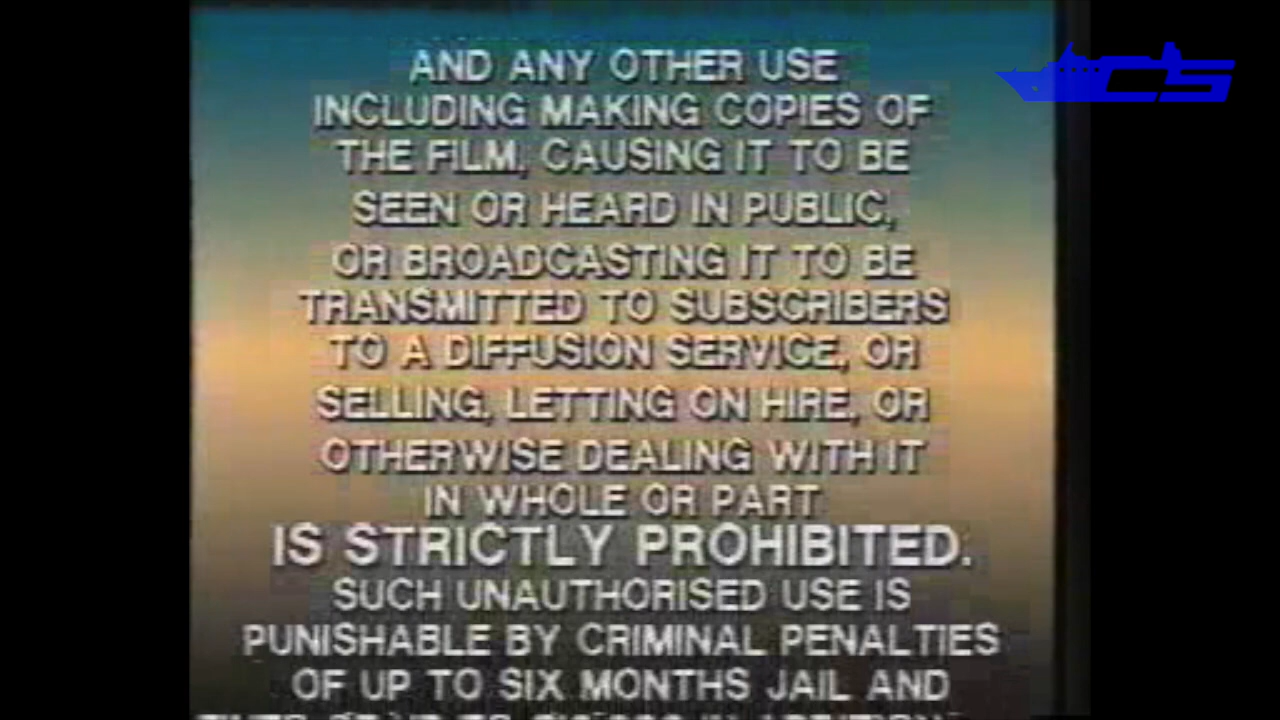 AND ANY OTHER USE
INCLUDING MAKING COPIES OF
THE FILM, CAUSING IT TO BE
SEEN OR HEARD IN PUBLIC,
OR BROADCASTING IT TO BE
TRANSMITTED TO SUBSCRIBERS
TO A DIFFUSION SERVICE, OR
SELLING, LETTING ON HIRE, OR
OTHERWISE DEALING WITH IT
IN WHOLE OR PART
IS STRICTLY PROHIBITED.
SUCH UNAUTHORISED USE IS
PUNISHABLE BY CRIMINAL PENALTIES
OF UP TO SIX MONTHS JAIL AND